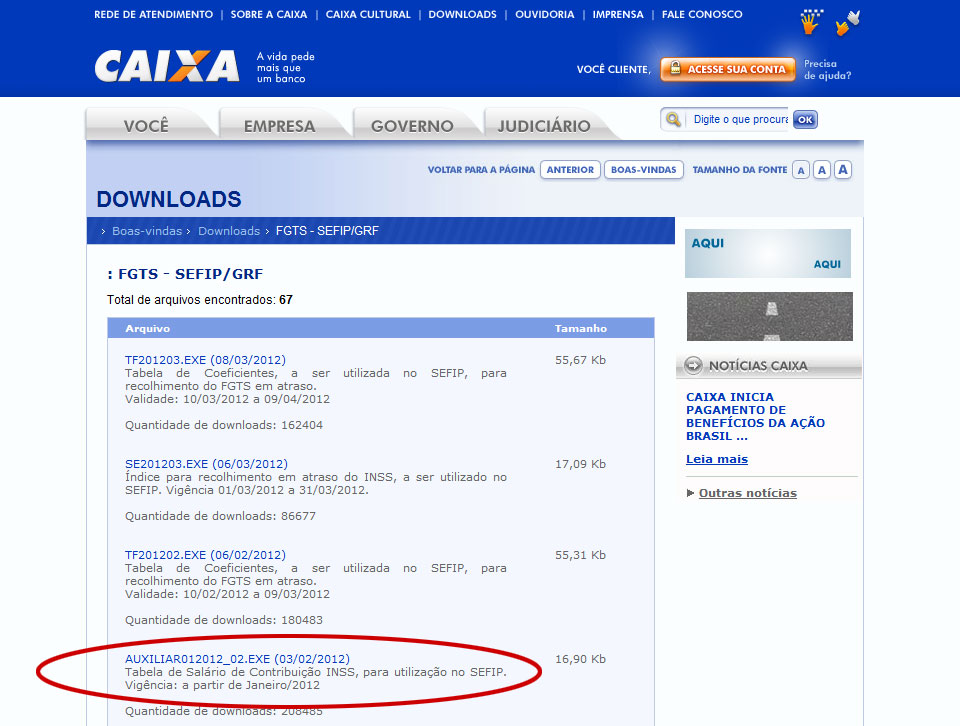 REDE DE ATENDIMENTO | SOBRE A CAIXA | CAIXA CULTURAL | DOWNLOADS | OUVIDORIA | IMPRENSA | FALE CONOSCO
CAIXA
A vida pede
mais que
um banco
VOCÊ CLIENTE,
ACESSE SUA CONTA
Precisa
de ajuda?
VOCÊ
EMPRESA
GOVERNO
JUDICIÁRIO
Digite o que procura
OK
VOLTAR PARA A PÁGINA ANTERIOR BOAS-VINDAS TAMANHO DA FONTE A A A
DOWNLOADS
› Boas-vindas › Downloads › FGTS - SEFIP/GRF
: FGTS - SEFIP/GRF
Total de arquivos encontrados: 67
Arquivo Tamanho
TF201203.EXE (08/03/2012) 55,67 Kb
Tabela de Coeficientes, a ser utilizada no SEFIP, para
recolhimento do FGTS em atraso.
Validade: 10/03/2012 a 09/04/2012
Quantidade de downloads: 162404
SE201203.EXE (06/03/2012) 17,09 Kb
Índice para recolhimento em atraso do INSS, a ser utilizado no
SEFIP. Vigência 01/03/2012 a 31/03/2012.
Quantidade de downloads: 86677
TF201202.EXE (06/02/2012) 55,31 Kb
Tabela de Coeficientes, a ser utilizada no SEFIP, para
recolhimento do FGTS em atraso.
Validade: 10/02/2012 a 09/03/2012
Quantidade de downloads: 180483
AUXILIAR012012_02.EXE (03/02/2012) 16,90 Kb
Tabela de Salário de Contribuição INSS, para utilização no SEFIP.
Vigência: a partir de Janeiro/2012
Quantidade de downloads: 208485
AQUI
AQUI
NOTÍCIAS CAIXA
CAIXA INICIA
PAGAMENTO DE
BENEFÍCIOS DA AÇÃO
BRASIL ...
Leia mais
Outras notícias